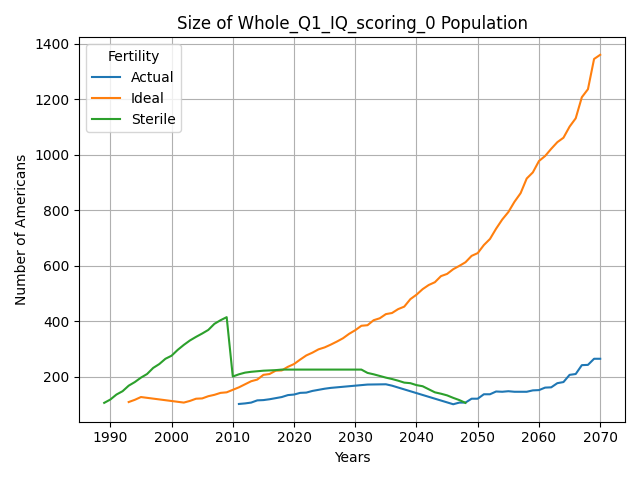 Size of Whole_Q1_IQ_scoring_0 Population
Fertility
Actual
Ideal
Sterile
Number of Americans
1400
1200
1000
800
600
400
200
1990 2000 2010 2020 2030 2040 2050 2060 2070
Years